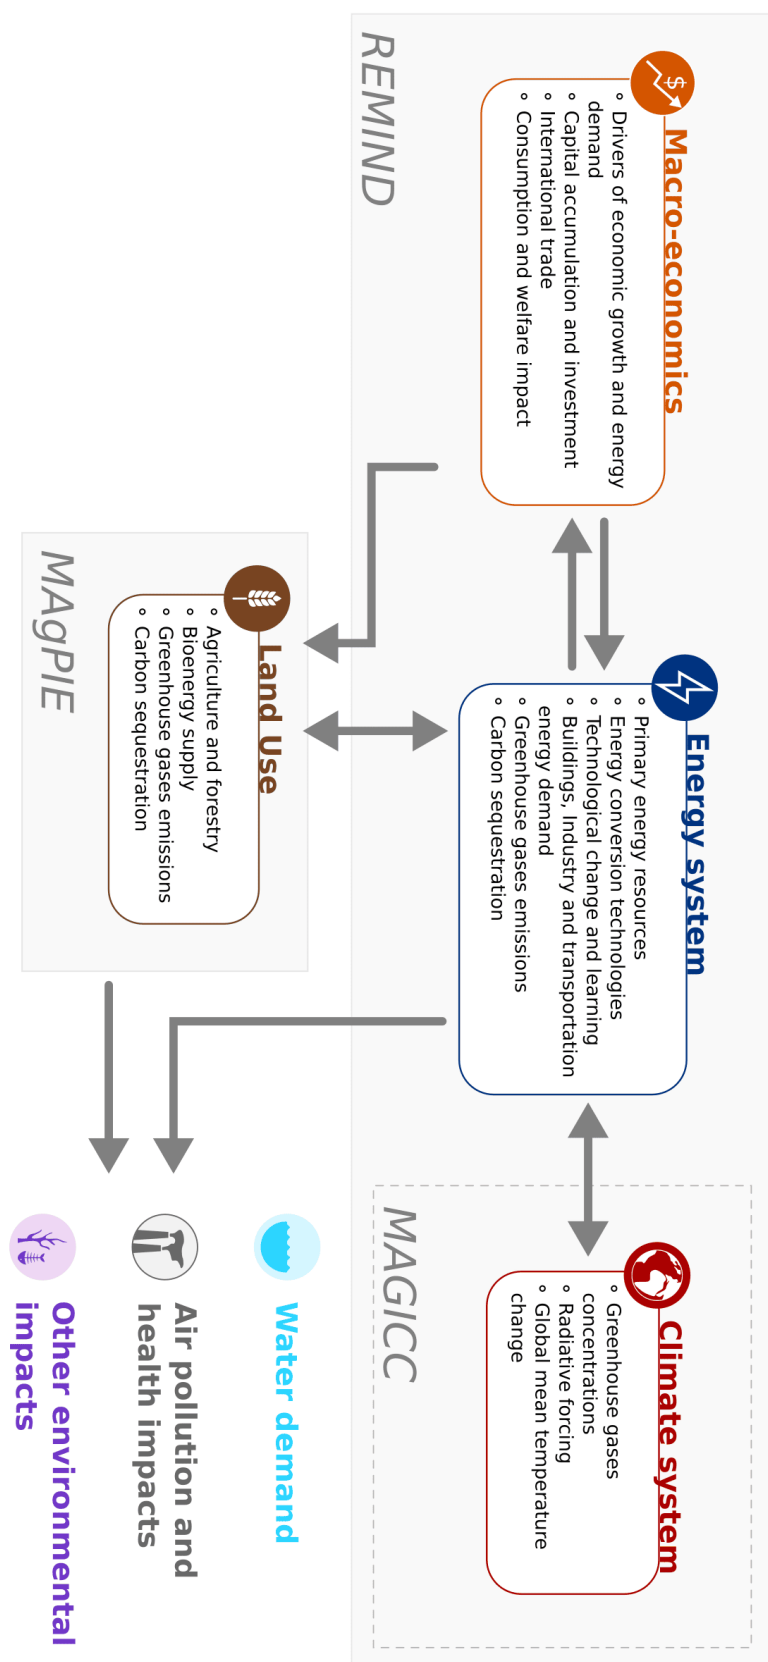 REMIND
Macro-economics
° Drivers of economic growth and energy
demand
° Capital accumulation and investment
° International trade
° Consumption and welfare impact
Energy system
° Primary energy resources
° Energy conversion technologies
° Technological change and learning
° Buildings, Industry and transportation
energy demand
° Greenhouse gases emissions
° Carbon sequestration
MAGICC
Climate system
° Greenhouse gases
concentrations
° Radiative forcing
° Global mean temperature
change
MAgPIE
Land Use
° Agriculture and forestry
° Bioenergy supply
° Greenhouse gases emissions
° Carbon sequestration
Water demand
Air pollution and
health impacts
Other environmental
impacts